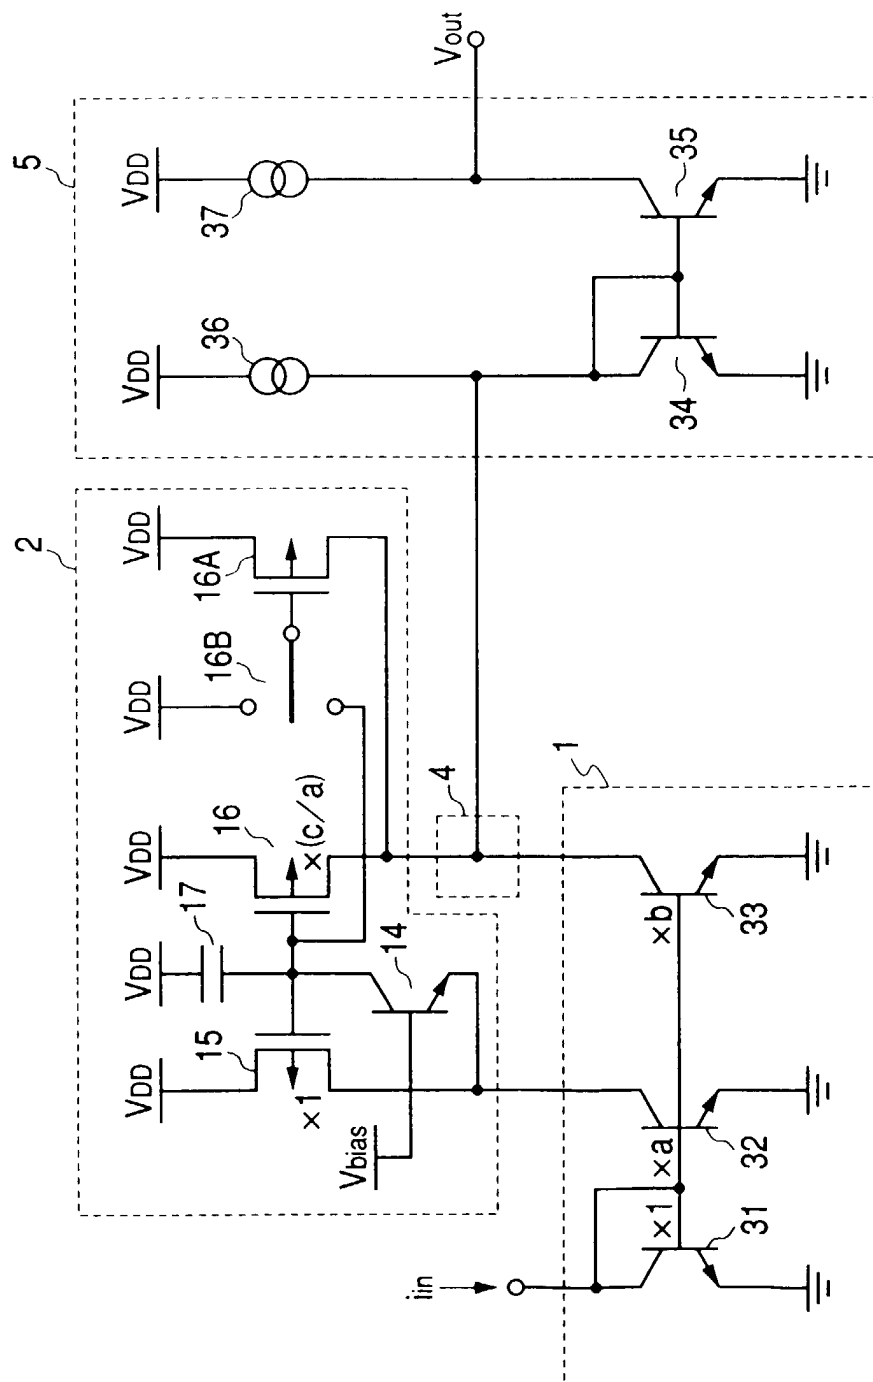 5
VDD
VDD
37
36
Vout
35
34
2
VDD
VDD
VDD
VDD
VDD
16A
16B
16
×(c/a)
17
15
×1
14
Vbias
4
1
iin
×1
×a
×b
31
32
33